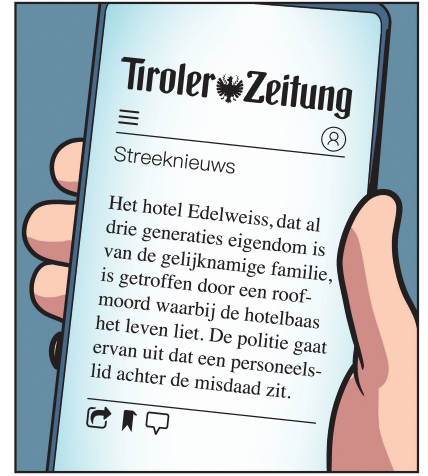 Tiroler Zeitung
Streeknieuws
Het hotel Edelweiss, dat al
drie generaties eigendom is
van de gelijknamige familie,
is getroffen door een roof-
moord waarbij de hotelbaas
het leven liet. De politie gaat
ervan uit dat een personeels-
lid achter de misdaad zit.